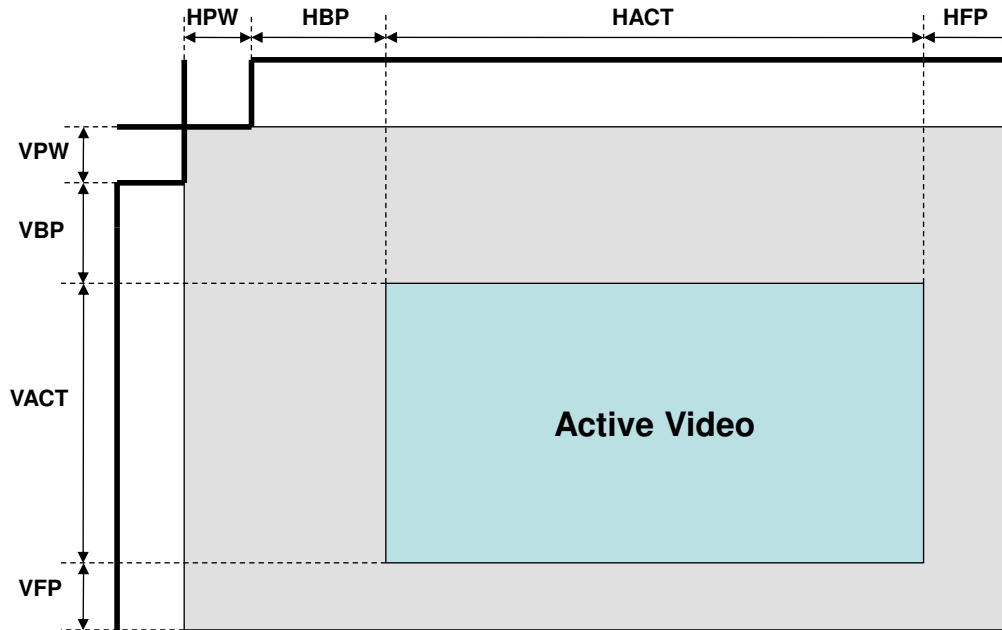 HPW HBP HACT HFP
VPW
VBP
VACT
Active Video
VFP